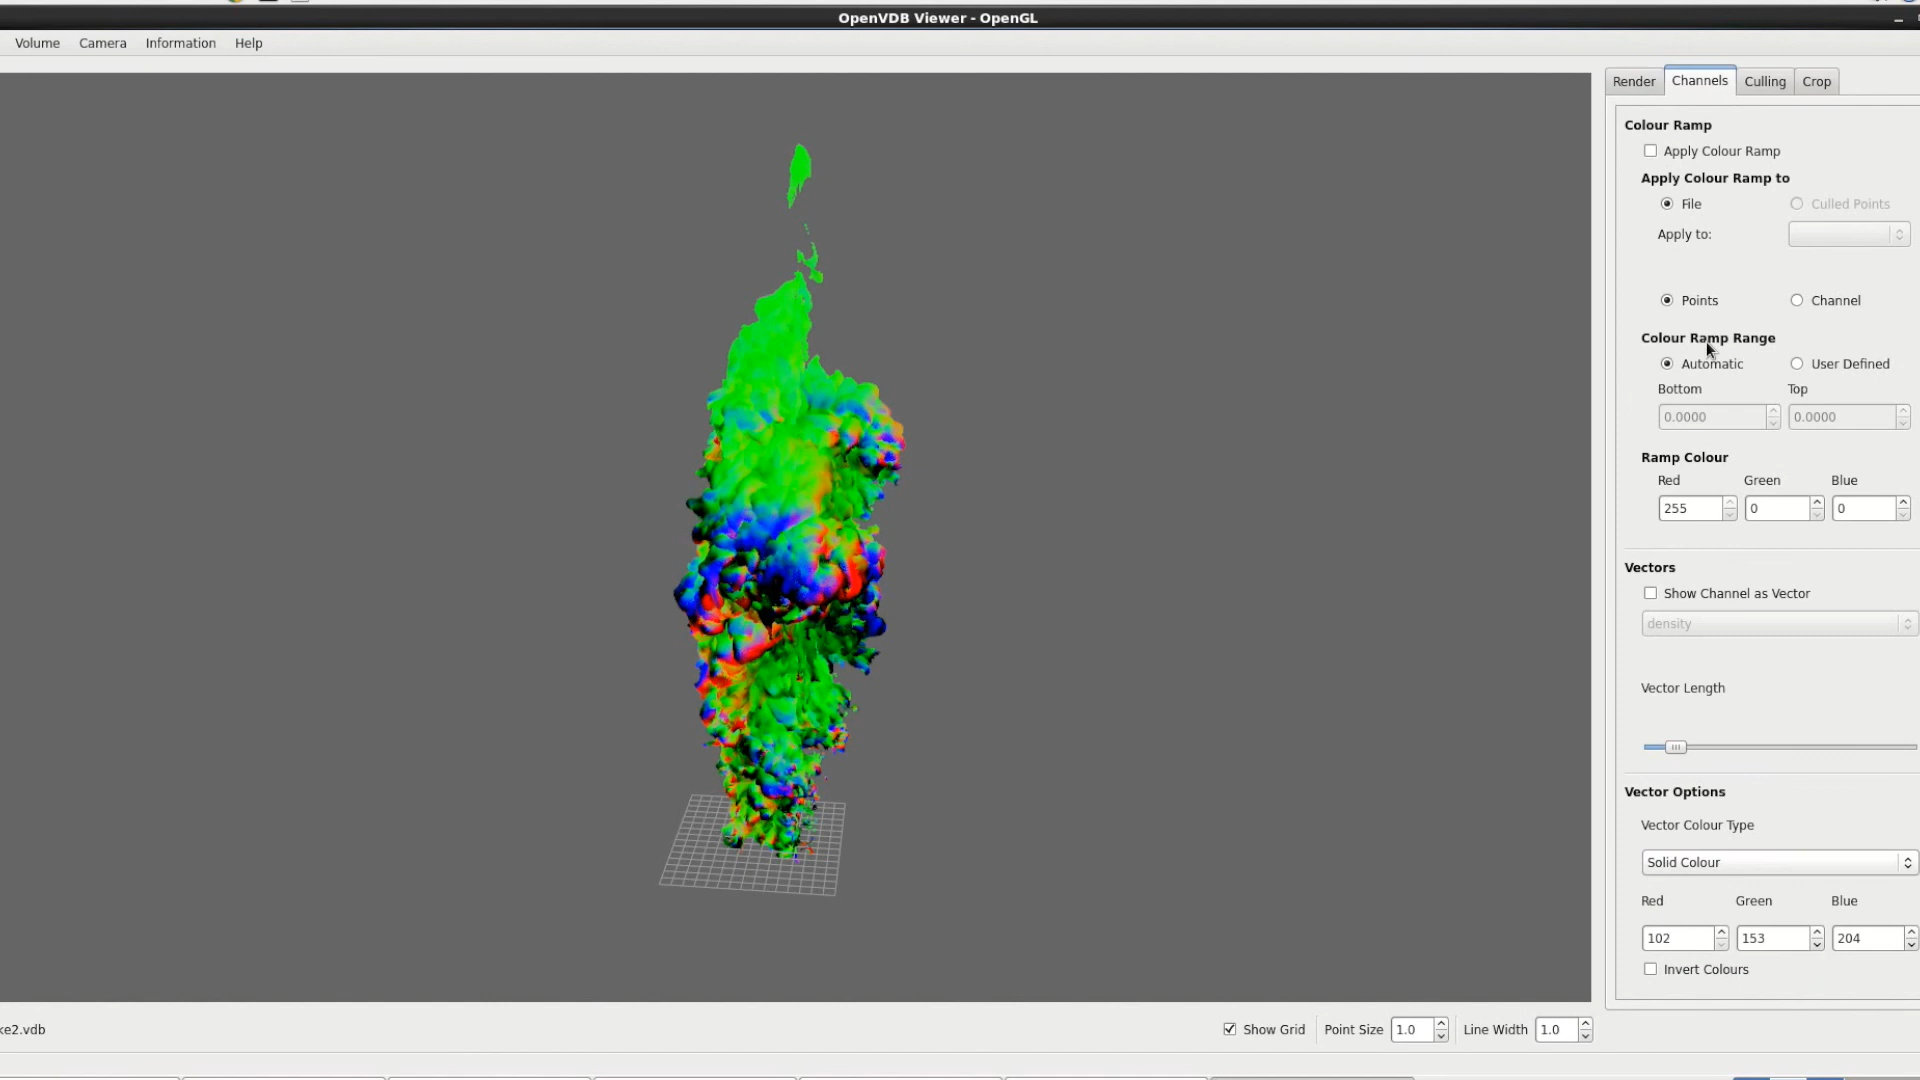 OpenVDB Viewer - OpenGL
Volume Camera Information Help
Render Channels Culling Crop
Colour Ramp
Apply Colour Ramp
Apply Colour Ramp to
File Culled Points
Apply to:
Points Channel
Colour Ramp Range
Automatic User Defined
Bottom Top
0.0000 0.0000
Ramp Colour
Red Green Blue
255 0 0
Vectors
Show Channel as Vector
density
Vector Length
Vector Options
Vector Colour Type
Solid Colour
Red Green Blue
102 153 204
Invert Colours
ke2.vdb Show Grid Point Size 1.0 Line Width 1.0